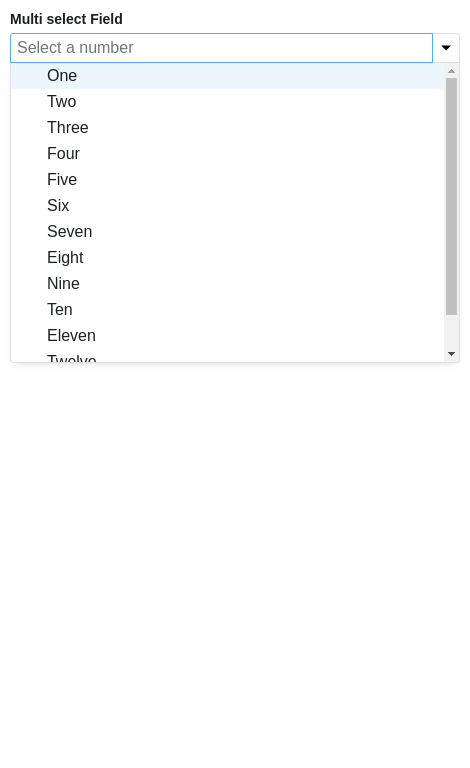 Multi select Field
Select a number
One
Two
Three
Four
Five
Six
Seven
Eight
Nine
Ten
Eleven
Twelve